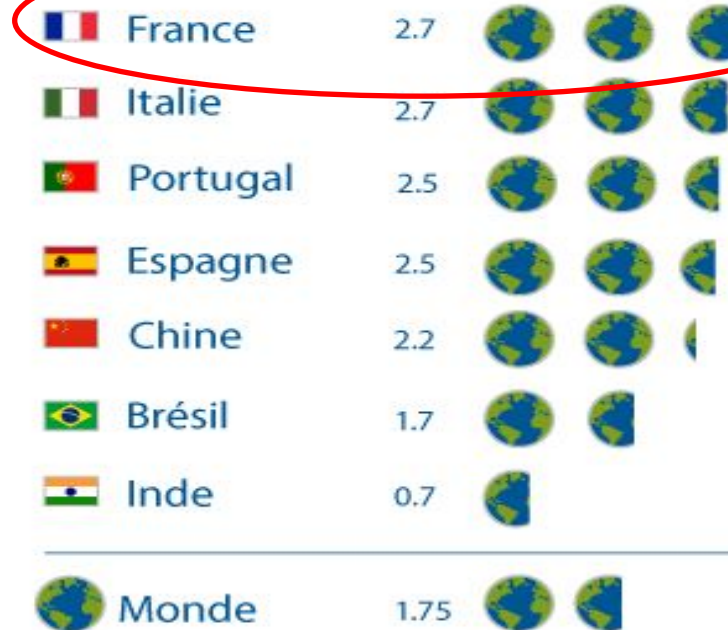 France 2.7
Italie 2.7
Portugal 2.5
Espagne 2.5
Chine 2.2
Brésil 1.7
Inde 0.7
Monde 1.75